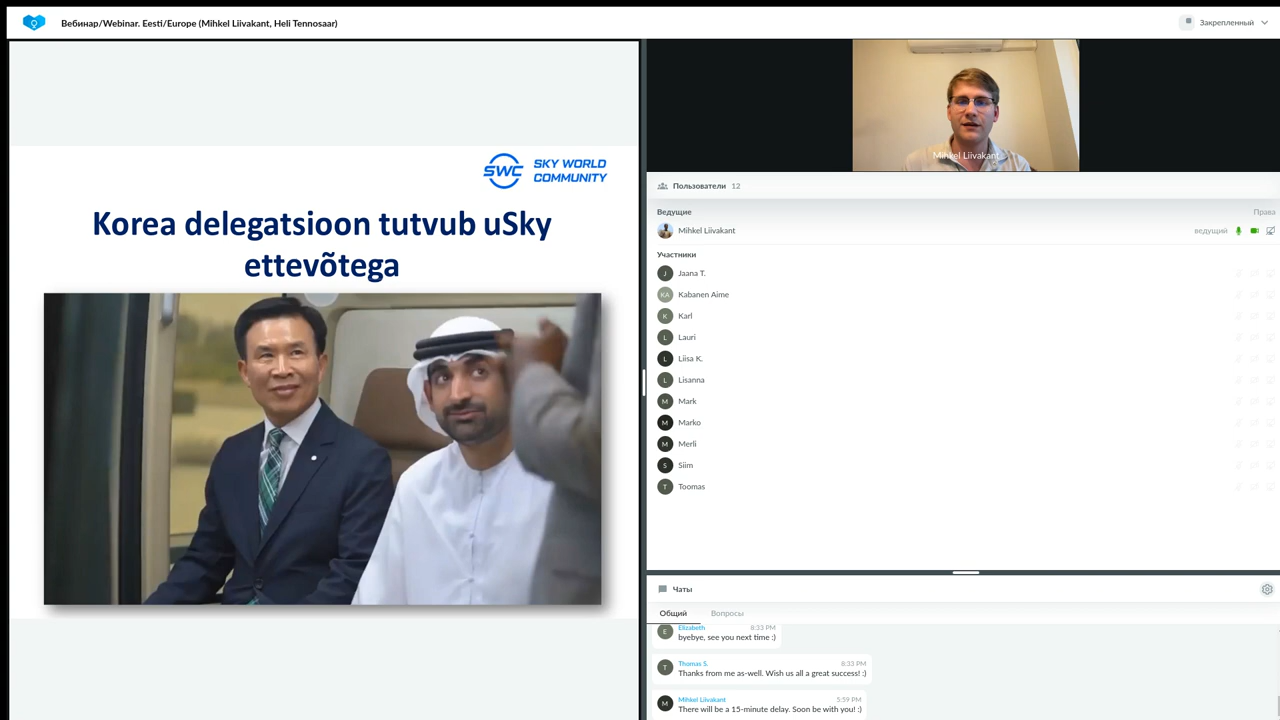 Вебинар/Webinar. Eesti/Europe (Mihkel Liivakant, Heli Tennosaar)
Закрепленный
SWC
SKY WORLD
COMMUNITY
Korea delegatsioon tutvub uSky
ettevõtega
Mihkel Liivakant
Пользователи 12
Ведущие Права
Mihkel Liivakant ведущий
Участники
J Jaana T.
KA Kabanen Aime
K Karl
L Lauri
L Liisa K.
L Lisanna
M Mark
M Marko
M Merli
S Siim
T Toomas
Чаты
Общий Вопросы
E Elizabeth 8:33 PM
byebye, see you next time :)
T Thomas S. 8:33 PM
Thanks from me as-well. Wish us all a great success! :)
M Mihkel Liivakant 5:59 PM
There will be a 15-minute delay. Soon be with you! :)